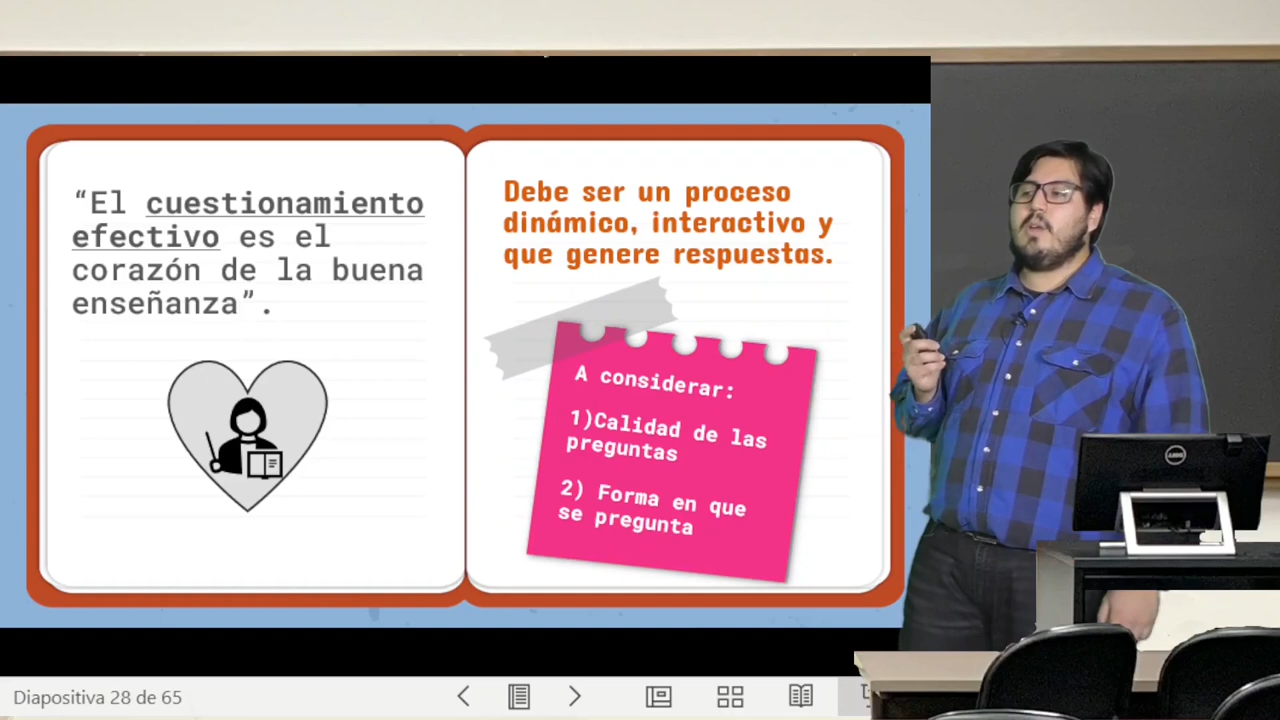 “El cuestionamiento
efectivo es el
corazón de la buena
enseñanza”.
Debe ser un proceso
dinámico, interactivo y
que genere respuestas.
A considerar:
1)Calidad de las
preguntas
2) Forma en que
se pregunta
DELL
Diapositiva 28 de 65